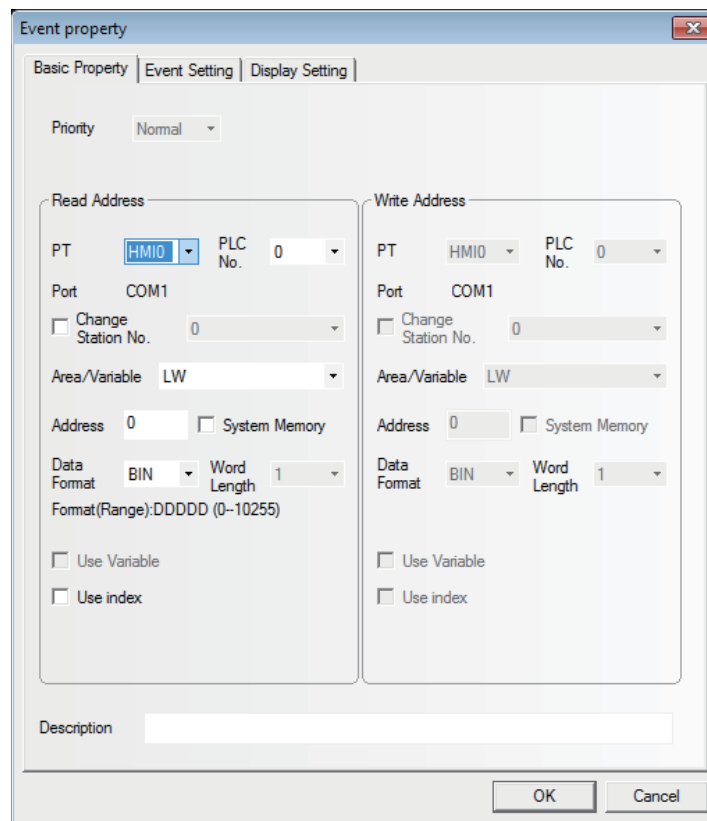 Event property
Basic Property Event Setting Display Setting
Priority Normal
Read Address
PT HMI0 PLC No. 0
Port COM1
Change Station No. 0
Area/Variable LW
Address 0 System Memory
Data Format BIN Word Length 1
Format(Range):DDDDD (0--10255)
Use Variable
Use index
Write Address
PT HMI0 PLC No. 0
Port COM1
Change Station No. 0
Area/Variable LW
Address 0 System Memory
Data Format BIN Word Length 1
Use Variable
Use index
Description
OK Cancel